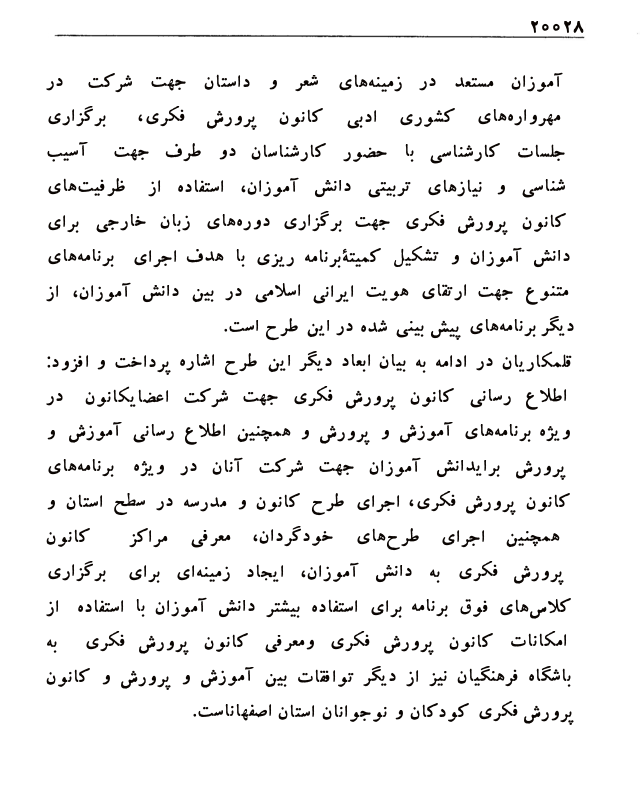 ۲۰۰۲۸
آموزان مستعد در زمینه‌های شعر و داستان جهت شرکت در
مهرواره‌های کشوری ادبی کانون پرورش فکری، برگزاری
جلسات کارشناسی با حضور کارشناسان دو طرف جهت آسیب
شناسی و نیازهای تربیتی دانش آموزان، استفاده از ظرفیت‌های
کانون پرورش فکری جهت برگزاری دوره‌های زبان خارجی برای
دانش آموزان و تشکیل کمیتهٔبرنامه ریزی با هدف اجرای برنامه‌های
متنوع جهت ارتقای هویت ایرانی اسلامی در بین دانش آموزان، از
دیگر برنامه‌های پیش بینی شده در این طرح است.
قلمکاریان در ادامه به بیان ابعاد دیگر این طرح اشاره پرداخت و افزود:
اطلاع رسانی کانون پرورش فکری جهت شرکت اعضایکانون در
ویژه برنامه‌های آموزش و پرورش و همچنین اطلاع رسانی آموزش و
پرورش برایدانش آموزان جهت شرکت آنان در ویژه برنامه‌های
کانون پرورش فکری، اجرای طرح کانون و مدرسه در سطح استان و
همچنین اجرای طرح‌های خودگردان، معرفی مراکز کانون
پرورش فکری به دانش آموزان، ایجاد زمینه‌ای برای برگزاری
کلاس‌های فوق برنامه برای استفاده بیشتر دانش آموزان با استفاده از
امکانات کانون پرورش فکری ومعرفی کانون پرورش فکری به
باشگاه فرهنگیان نیز از دیگر توافقات بین آموزش و پرورش و کانون
پرورش فکری کودکان و نوجوانان استان اصفهاناست.